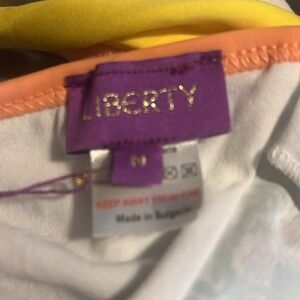 LIBERTY
M
KEEP AWAY FROM FIRE
Made in Bulgaria